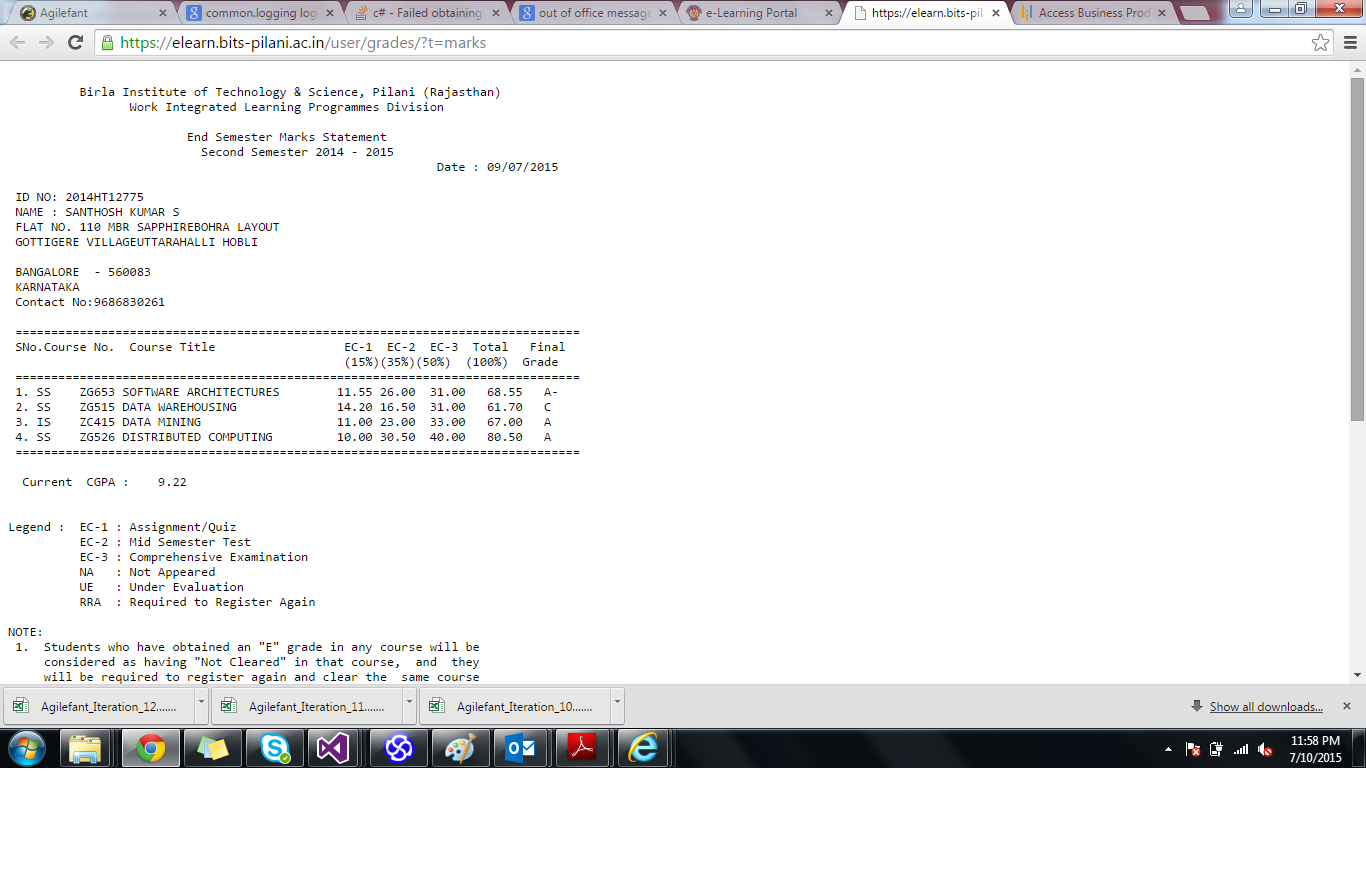 Agilefant
common.logging log
c# - Failed obtaining
out of office message
e-Learning Portal
https://elearn.bits-pil
Access Business Prod
https://elearn.bits-pilani.ac.in/user/grades/?t=marks
Birla Institute of Technology & Science, Pilani (Rajasthan)
Work Integrated Learning Programmes Division
End Semester Marks Statement
Second Semester 2014 - 2015
Date : 09/07/2015
ID NO: 2014HT12775
NAME : SANTHOSH KUMAR S
FLAT NO. 110 MBR SAPPHIREBOHRA LAYOUT
GOTTIGERE VILLAGEUTTARAHALLI HOBLI
BANGALORE - 560083
KARNATAKA
Contact No:9686830261
===============================================================================
SNo.Course No. Course Title EC-1 EC-2 EC-3 Total Final
(15%)(35%)(50%) (100%) Grade
===============================================================================
1. SS ZG653 SOFTWARE ARCHITECTURES 11.55 26.00 31.00 68.55 A-
2. SS ZG515 DATA WAREHOUSING 14.20 16.50 31.00 61.70 C
3. IS ZC415 DATA MINING 11.00 23.00 33.00 67.00 A
4. SS ZG526 DISTRIBUTED COMPUTING 10.00 30.50 40.00 80.50 A
===============================================================================
Current CGPA : 9.22
Legend : EC-1 : Assignment/Quiz
EC-2 : Mid Semester Test
EC-3 : Comprehensive Examination
NA : Not Appeared
UE : Under Evaluation
RRA : Required to Register Again
NOTE:
1. Students who have obtained an "E" grade in any course will be
considered as having "Not Cleared" in that course, and they
will be required to register again and clear the same course
Agilefant_Iteration_12.......
Agilefant_Iteration_11.......
Agilefant_Iteration_10.......
Show all downloads...
11:58 PM
7/10/2015